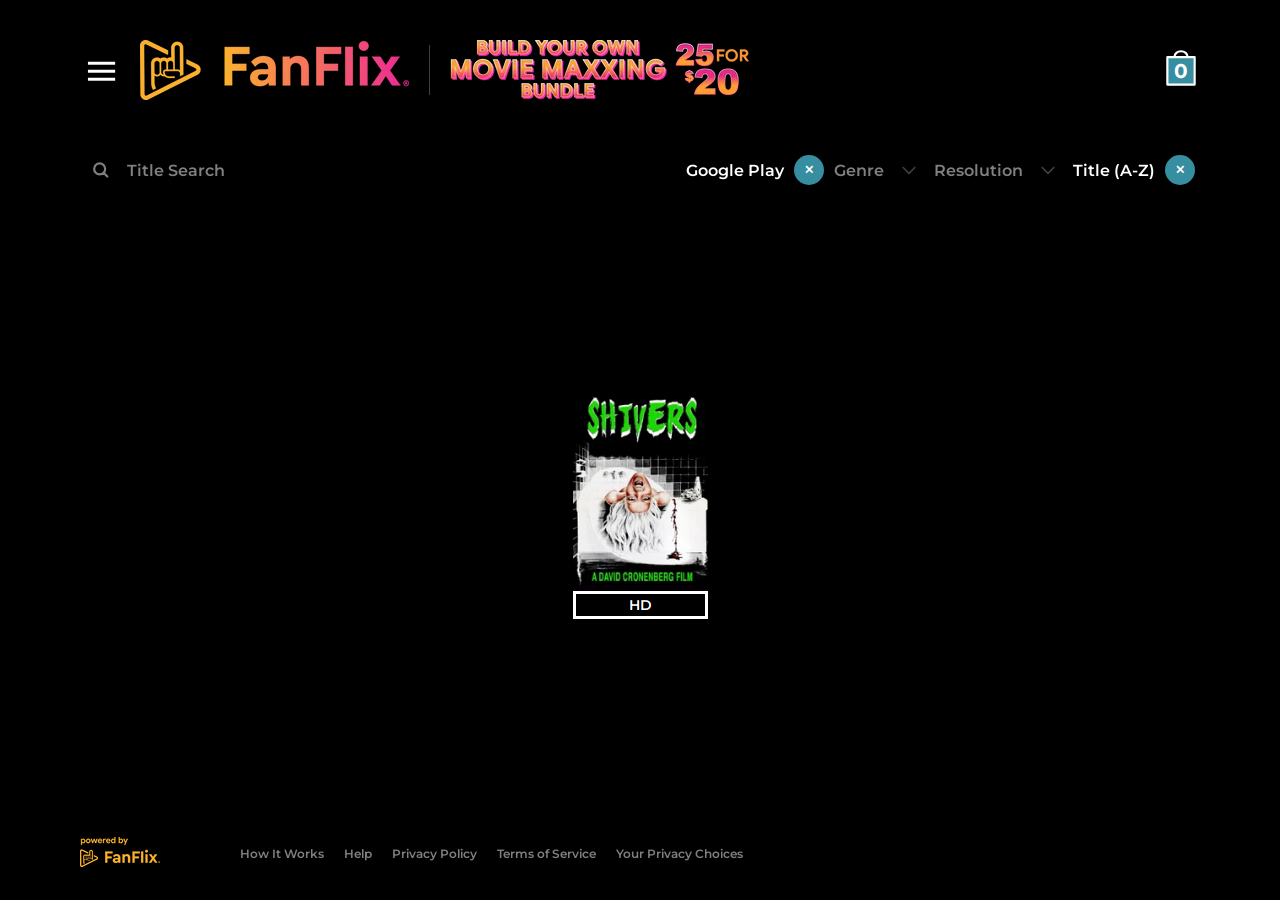 FanFlix®
BUILD YOUR OWN
MOVIE MAXXING
BUNDLE
25 FOR
$20
0
Title Search
Google Play ×
Genre
Resolution
Title (A-Z) ×
SHIVERS
A DAVID CRONENBERG FILM
HD
powered by
FanFlix
How It Works
Help
Privacy Policy
Terms of Service
Your Privacy Choices